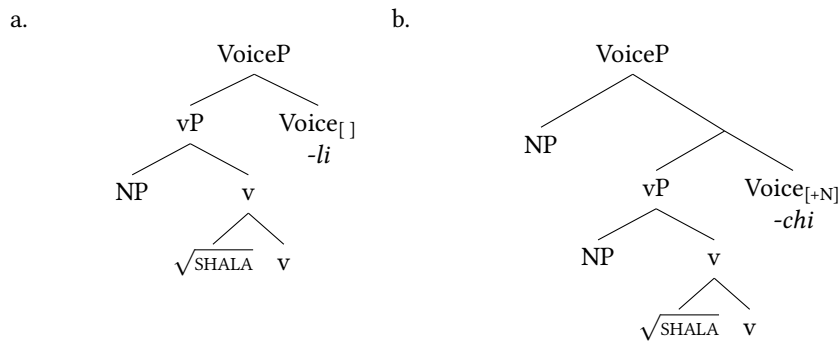 a.
VoiceP
vP Voice[ ]
-li
NP v
√SHALA v
b.
VoiceP
NP
vP Voice[+N]
-chi
NP v
√SHALA v